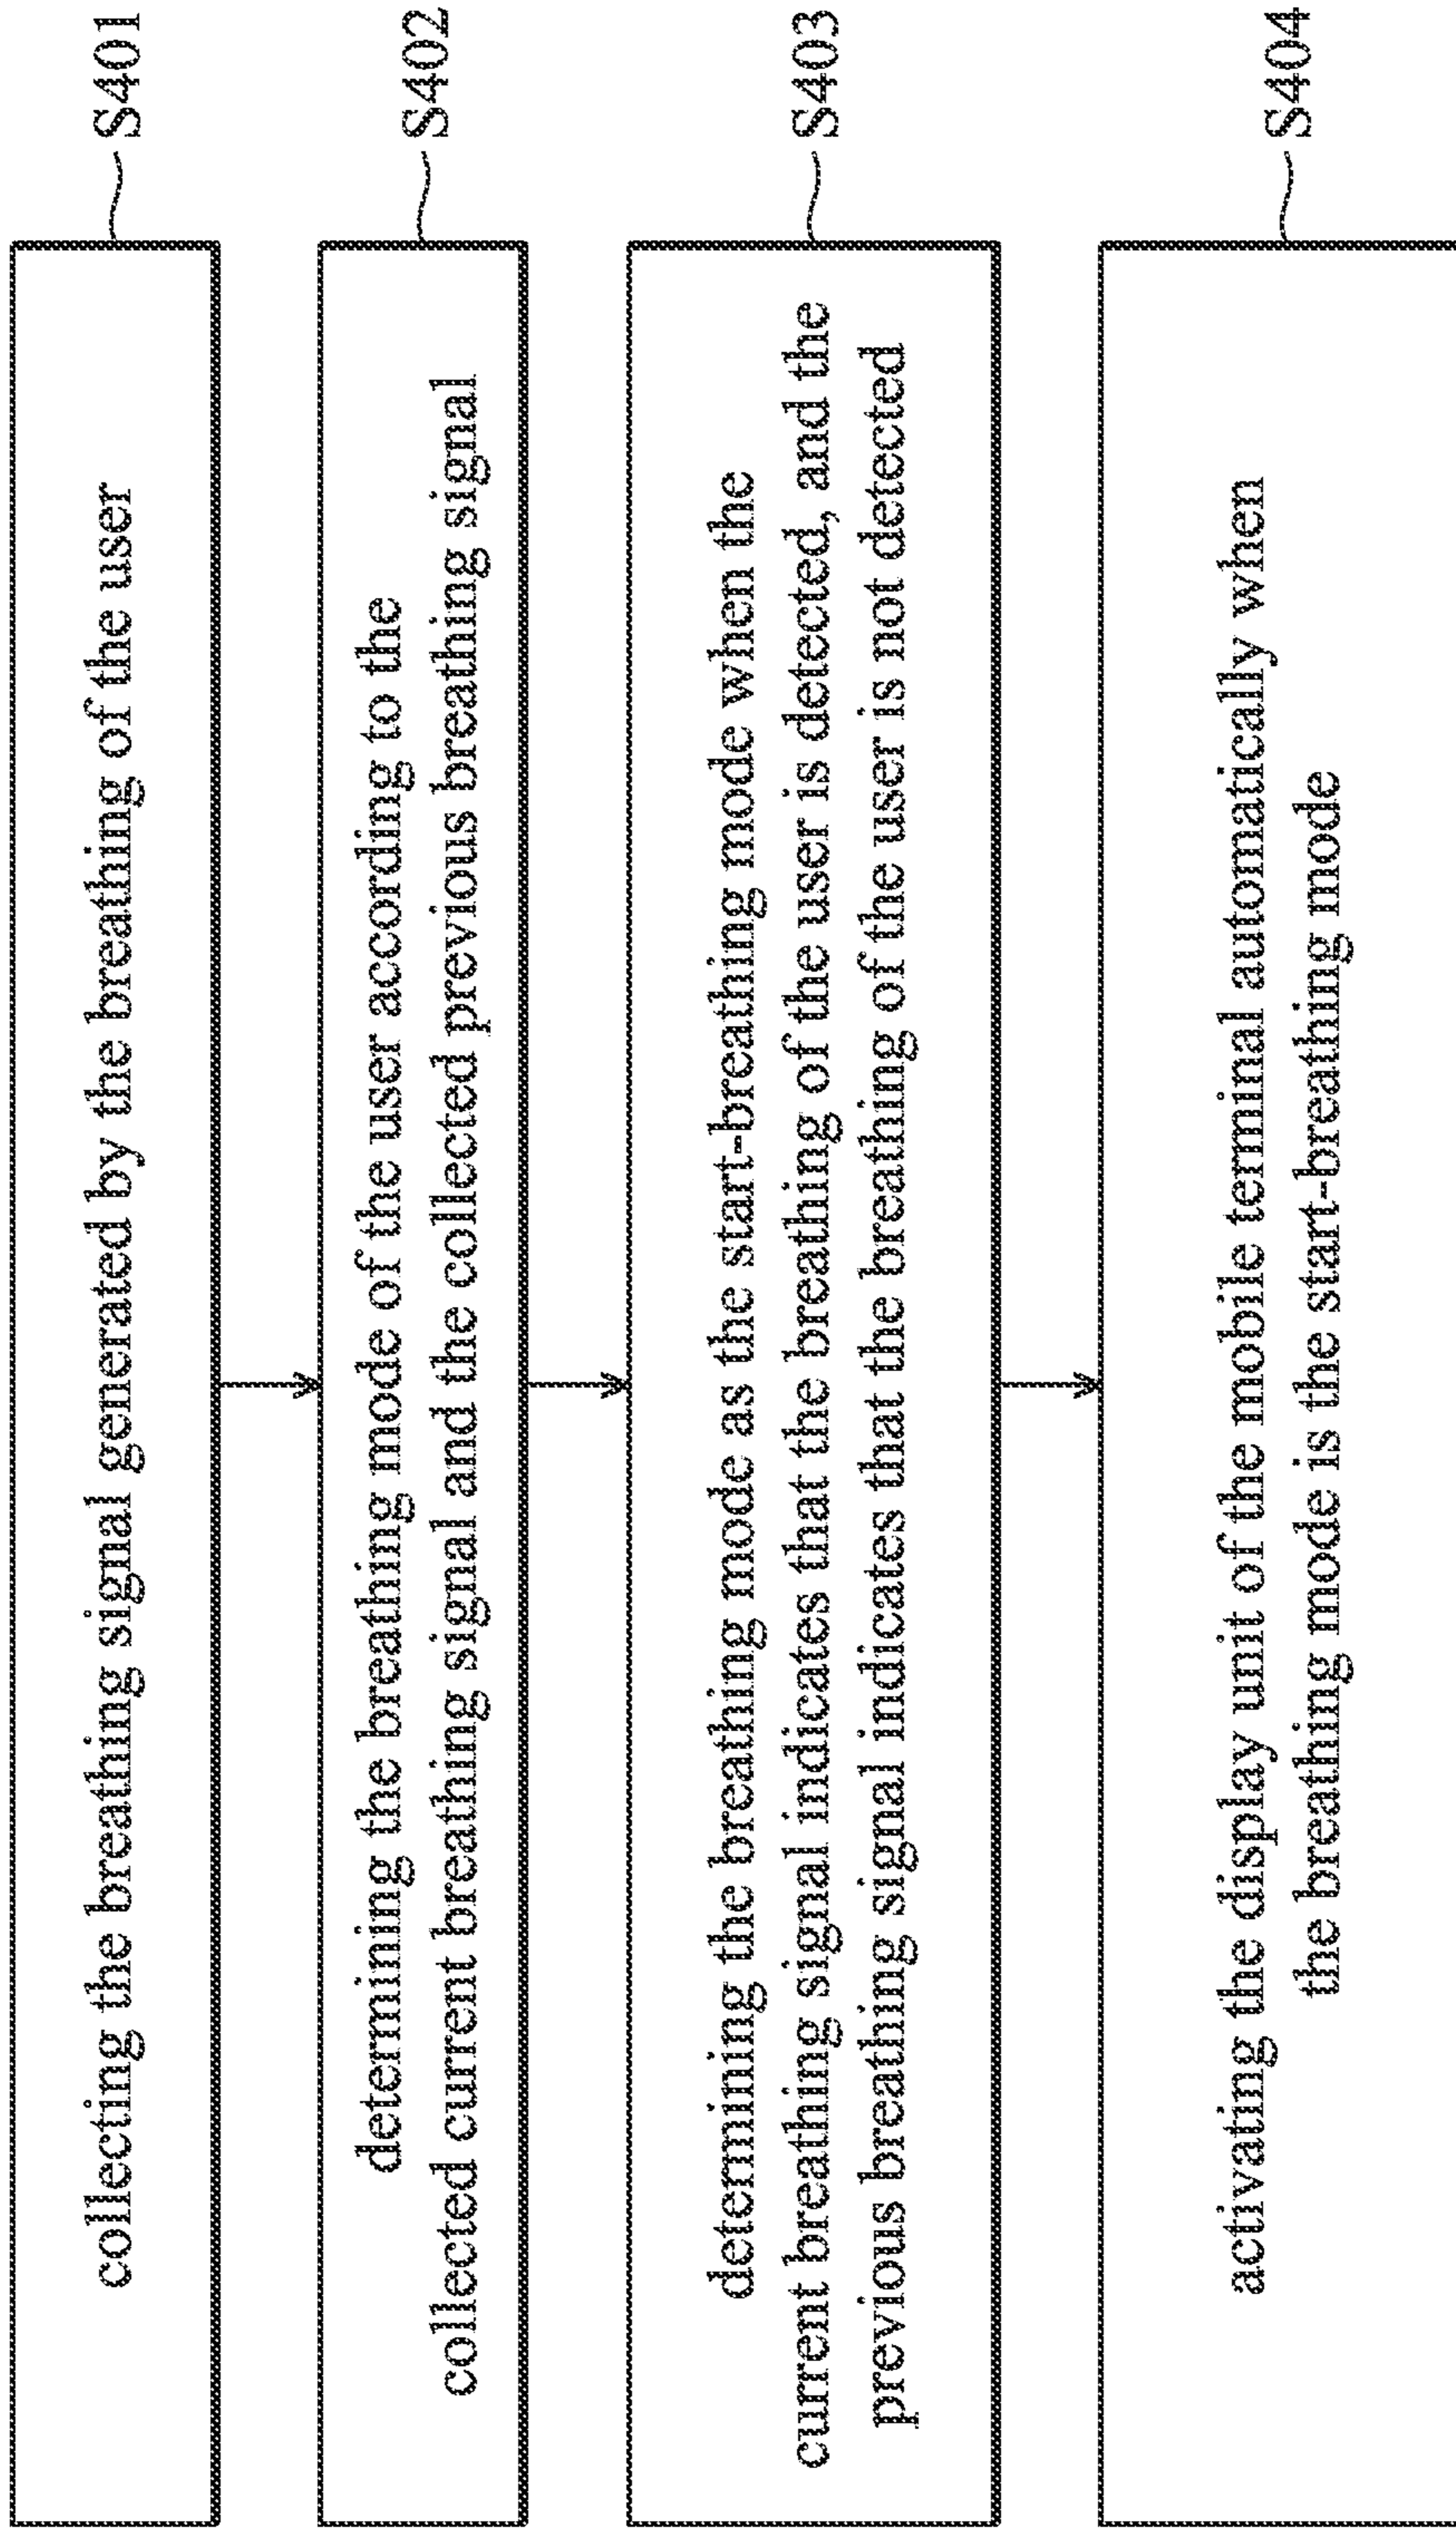 collecting the breathing signal generated by the breathing of the user
S401
determining the breathing mode of the user according to the
collected current breathing signal and the collected previous breathing signal
S402
determining the breathing mode as the start-breathing mode when the
current breathing signal indicates that the breathing of the user is detected, and the
previous breathing signal indicates that the breathing of the user is not detected
S403
activating the display unit of the mobile terminal automatically when
the breathing mode is the start-breathing mode
S404